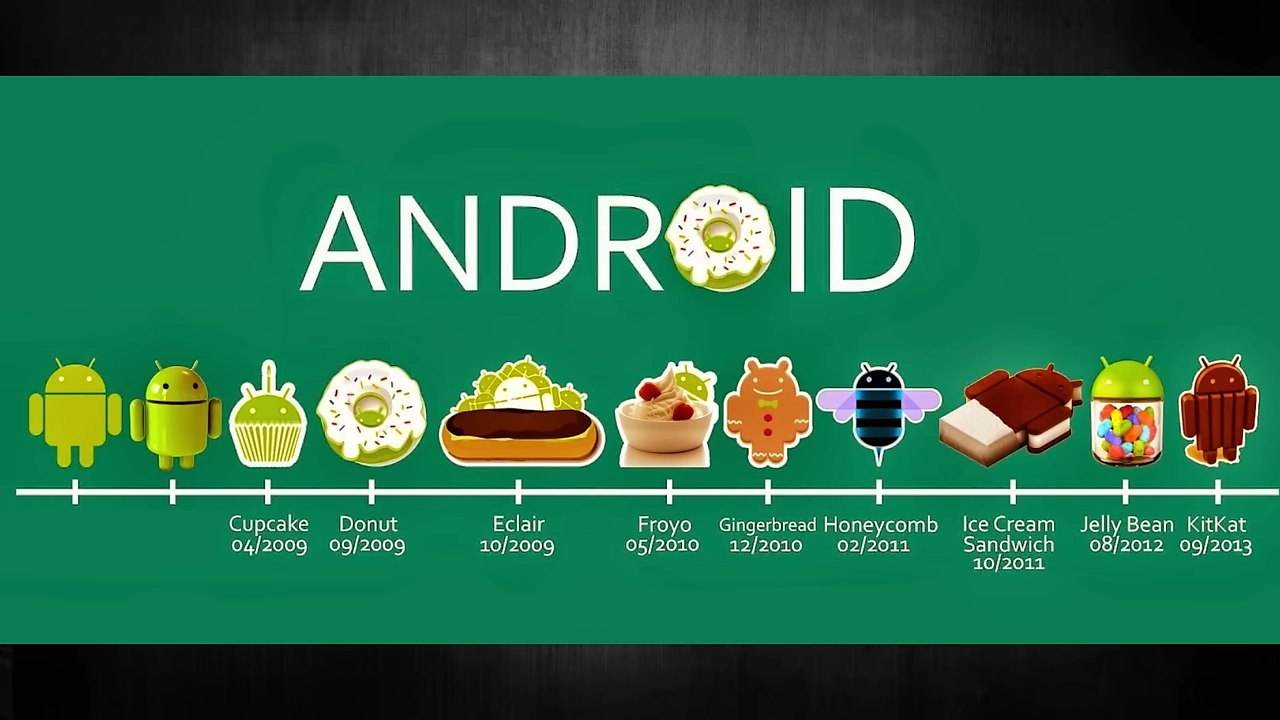 ANDROID
Cupcake
04/2009
Donut
09/2009
Eclair
10/2009
Froyo
05/2010
Gingerbread
12/2010
Honeycomb
02/2011
Ice Cream
Sandwich
10/2011
Jelly Bean
08/2012
KitKat
09/2013